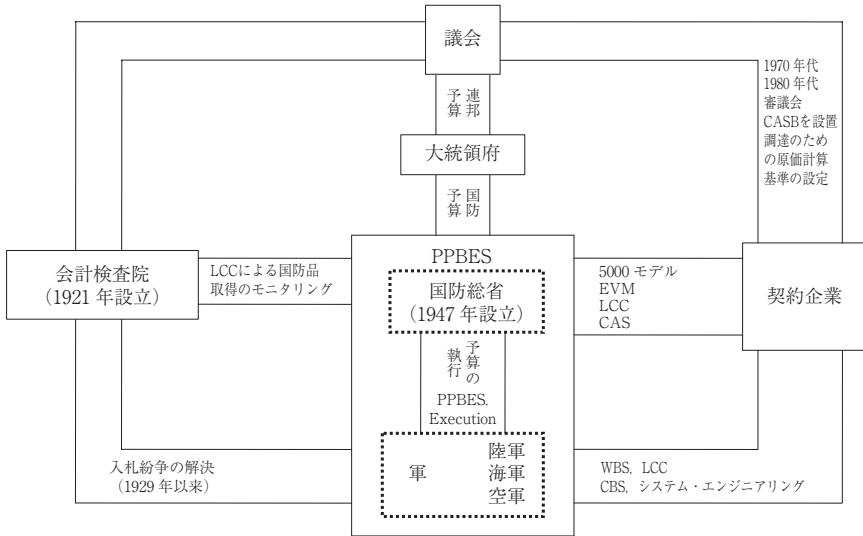 議会
1970 年代
1980 年代
審議会
CASBを設置
調達のため
の原価計算
基準の設定
連邦
予算
大統領府
国防
予算
PPBES
会計検査院
(1921 年設立)
LCCによる国防品
取得のモニタリング
国防総省
(1947 年設立)
5000 モデル
EVM
LCC
CAS
契約企業
予算の
執行
PPBES.
Execution
陸軍
軍 海軍
空軍
入札紛争の解決
(1929 年以来)
WBS, LCC
CBS, システム・エンジニアリング